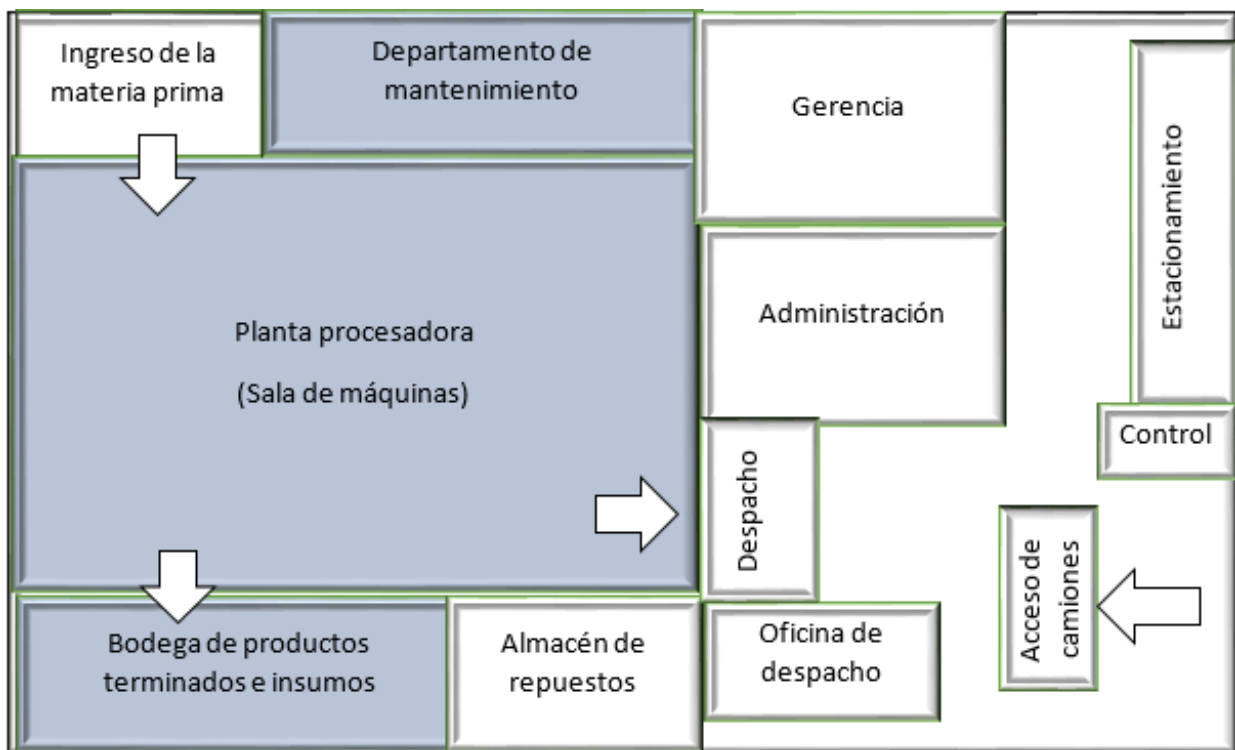 Ingreso de la
materia prima
Departamento de
mantenimiento
Gerencia
Estacionamiento
Planta procesadora
(Sala de máquinas)
Administración
Control
Despacho
Acceso de
camiones
Bodega de productos
terminados e insumos
Almacén de
repuestos
Oficina de
despacho